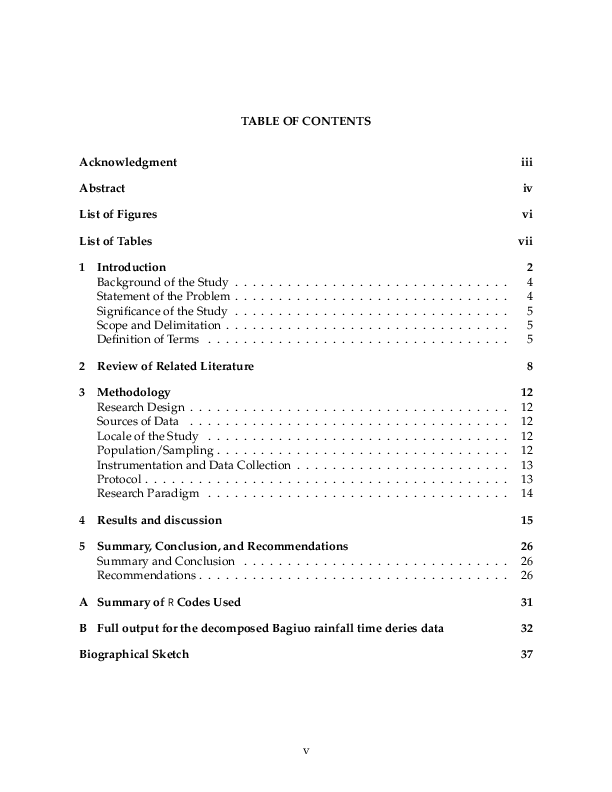 TABLE OF CONTENTS
Acknowledgment iii
Abstract iv
List of Figures vi
List of Tables vii
1 Introduction 2
Background of the Study . . . . . . . . . . . . . . . . . . . . . . . . . . . . . . . 4
Statement of the Problem . . . . . . . . . . . . . . . . . . . . . . . . . . . . . . . 4
Significance of the Study . . . . . . . . . . . . . . . . . . . . . . . . . . . . . . . 5
Scope and Delimitation . . . . . . . . . . . . . . . . . . . . . . . . . . . . . . . . 5
Definition of Terms . . . . . . . . . . . . . . . . . . . . . . . . . . . . . . . . . . 5
2 Review of Related Literature 8
3 Methodology 12
Research Design . . . . . . . . . . . . . . . . . . . . . . . . . . . . . . . . . . . . 12
Sources of Data . . . . . . . . . . . . . . . . . . . . . . . . . . . . . . . . . . . . 12
Locale of the Study . . . . . . . . . . . . . . . . . . . . . . . . . . . . . . . . . . 12
Population/Sampling . . . . . . . . . . . . . . . . . . . . . . . . . . . . . . . . . 12
Instrumentation and Data Collection . . . . . . . . . . . . . . . . . . . . . . . . 13
Protocol . . . . . . . . . . . . . . . . . . . . . . . . . . . . . . . . . . . . . . . . . 13
Research Paradigm . . . . . . . . . . . . . . . . . . . . . . . . . . . . . . . . . . 14
4 Results and discussion 15
5 Summary, Conclusion, and Recommendations 26
Summary and Conclusion . . . . . . . . . . . . . . . . . . . . . . . . . . . . . . 26
Recommendations . . . . . . . . . . . . . . . . . . . . . . . . . . . . . . . . . . . 26
A Summary of R Codes Used 31
B Full output for the decomposed Bagiuo rainfall time deries data 32
Biographical Sketch 37
v